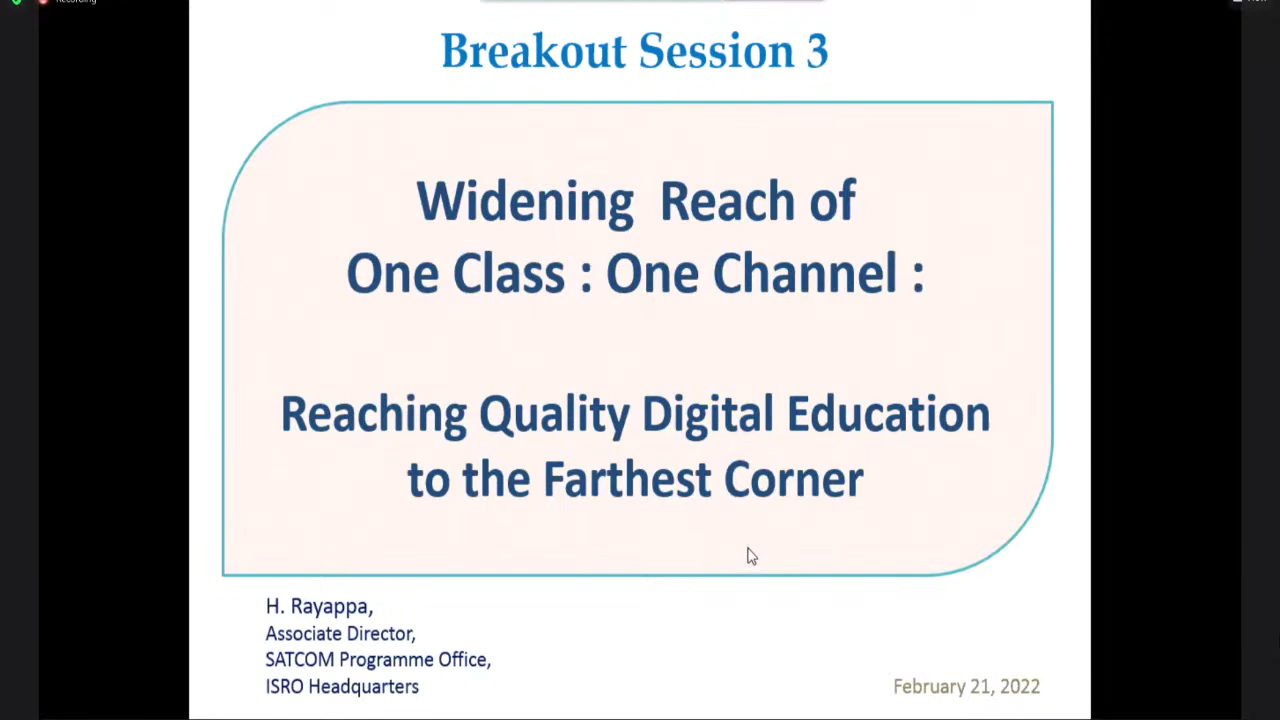 Recording
Breakout Session 3
Widening Reach of
One Class : One Channel :
Reaching Quality Digital Education
to the Farthest Corner
H. Rayappa,
Associate Director,
SATCOM Programme Office,
ISRO Headquarters
February 21, 2022